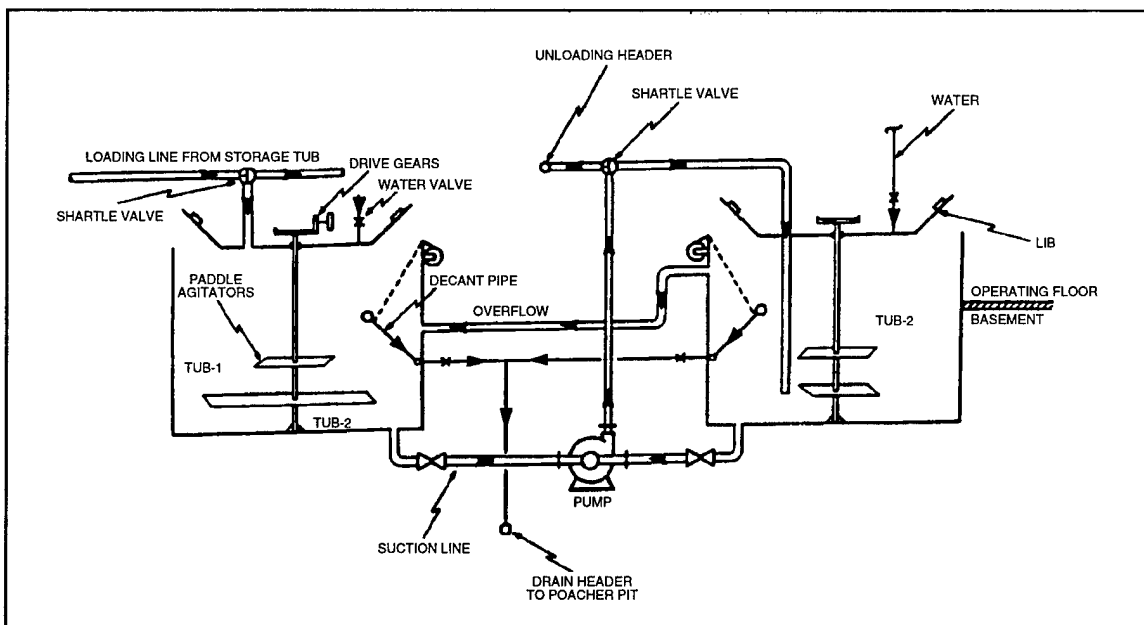 UNLOADING HEADER
SHARTLE VALVE
WATER
LOADING LINE FROM STORAGE TUB
DRIVE GEARS
WATER VALVE
SHARTLE VALVE
LIB
PADDLE
AGITATORS
DECANT PIPE
OVERFLOW
OPERATING FLOOR
BASEMENT
TUB-2
TUB-1
TUB-2
PUMP
SUCTION LINE
DRAIN HEADER
TO POACHER PIT